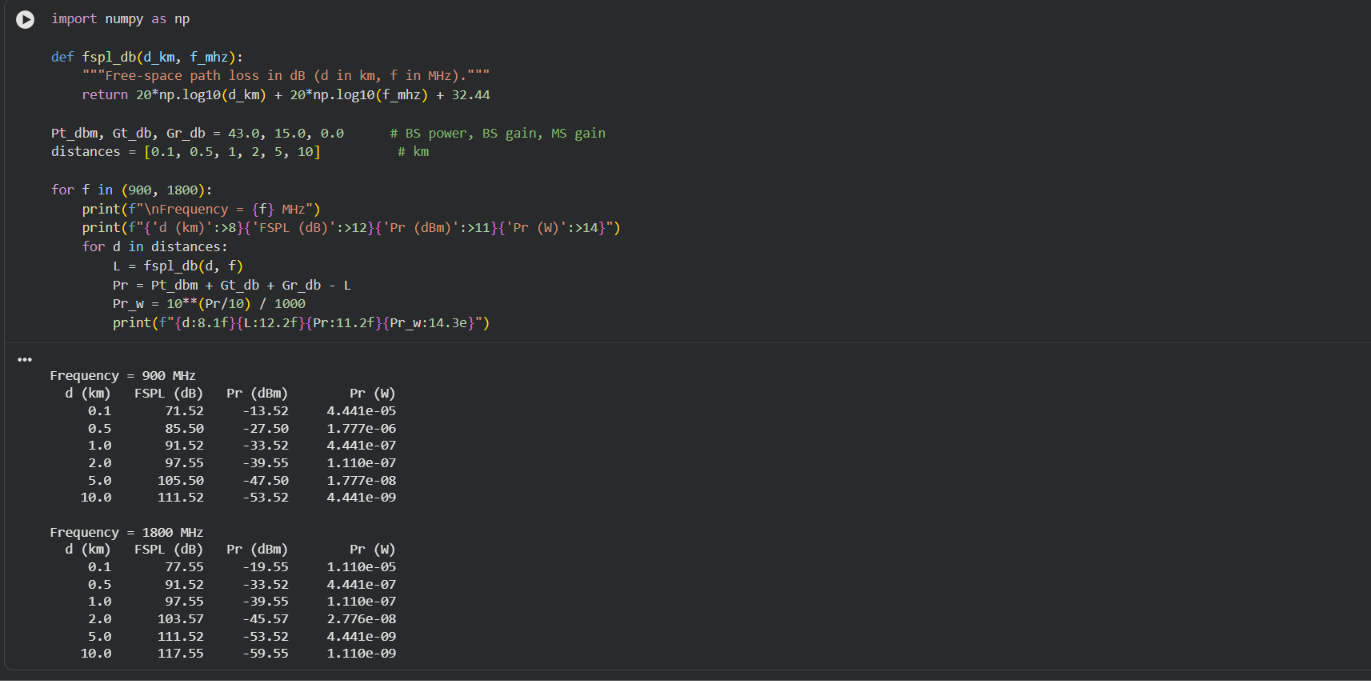 import numpy as np
def fspl_db(d_km, f_mhz):
    """Free-space path loss in dB (d in km, f in MHz)."""
    return 20*np.log10(d_km) + 20*np.log10(f_mhz) + 32.44
Pt_dbm, Gt_db, Gr_db = 43.0, 15.0, 0.0      # BS power, BS gain, MS gain
distances = [0.1, 0.5, 1, 2, 5, 10]          # km
for f in (900, 1800):
    print(f"\nFrequency = {f} MHz")
    print(f"{'d (km)':>8}{'FSPL (dB)':>12}{'Pr (dBm)':>11}{'Pr (W)':>14}")
    for d in distances:
        L = fspl_db(d, f)
        Pr = Pt_dbm + Gt_db + Gr_db - L
        Pr_w = 10**(Pr/10) / 1000
        print(f"{d:8.1f}{L:12.2f}{Pr:11.2f}{Pr_w:14.3e}")
Frequency = 900 MHz
  d (km)   FSPL (dB)   Pr (dBm)        Pr (W)
     0.1       71.52     -13.52     4.441e-05
     0.5       85.50     -27.50     1.777e-06
     1.0       91.52     -33.52     4.441e-07
     2.0       97.55     -39.55     1.110e-07
     5.0      105.50     -47.50     1.777e-08
    10.0      111.52     -53.52     4.441e-09
Frequency = 1800 MHz
  d (km)   FSPL (dB)   Pr (dBm)        Pr (W)
     0.1       77.55     -19.55     1.110e-05
     0.5       91.52     -33.52     4.441e-07
     1.0       97.55     -39.55     1.110e-07
     2.0      103.57     -45.57     2.776e-08
     5.0      111.52     -53.52     4.441e-09
    10.0      117.55     -59.55     1.110e-09